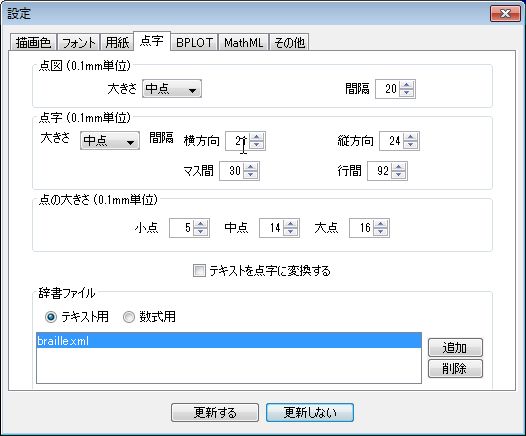 設定
描画色 フォント 用紙 点字 BPLOT MathML その他
点図 (0.1mm単位)
大きさ 中点 間隔 20
点字 (0.1mm単位)
大きさ 中点 間隔 横方向 縦方向 24
マス間 30 行間 92
点の大きさ (0.1mm単位)
小点 5 中点 14 大点 16
テキストを点字に変換する
辞書ファイル
テキスト用 数式用
braille.xml
追加
削除
更新する 更新しない